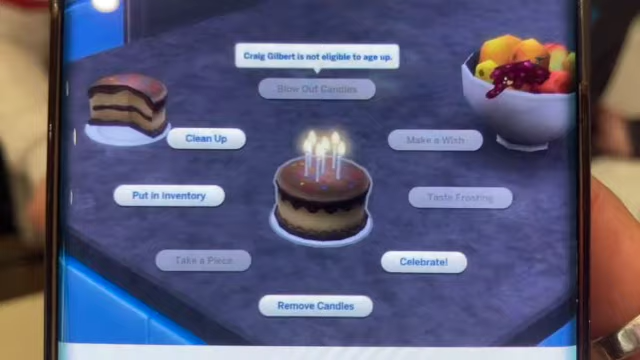 Craig Gilbert is not eligible to age up.
Blow Out Candles
Clean Up
Make a Wish
Put in Inventory
Taste Frosting
Take a Piece
Celebrate!
Remove Candles